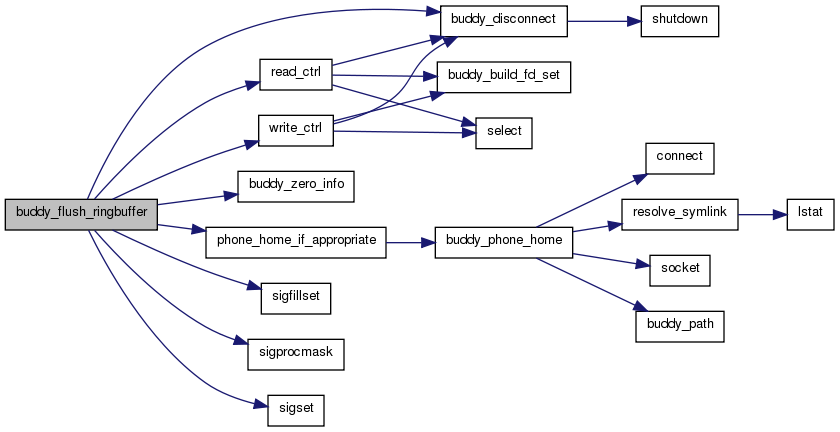 buddy_disconnect
shutdown
read_ctrl
buddy_build_fd_set
write_ctrl
select
connect
buddy_zero_info
buddy_flush_ringbuffer
resolve_symlink
lstat
phone_home_if_appropriate
buddy_phone_home
socket
sigfillset
buddy_path
sigprocmask
sigset